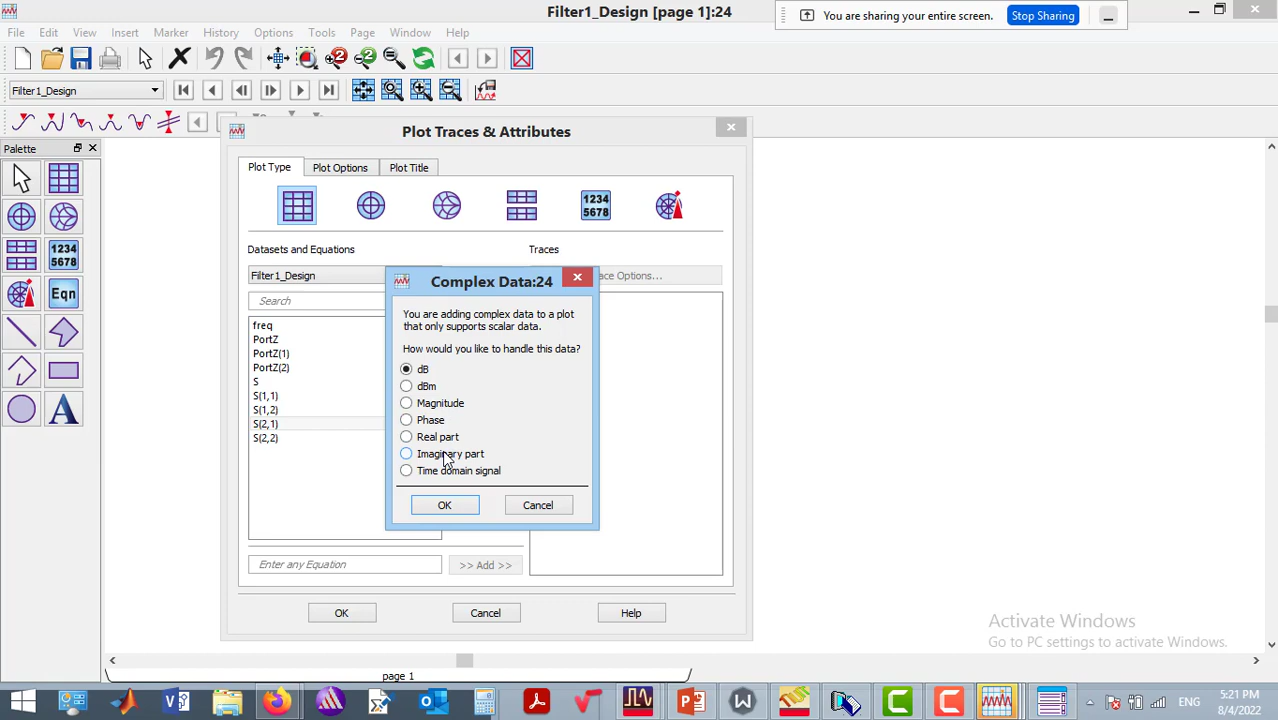 Filter1_Design [page 1]:24
You are sharing your entire screen.
Stop Sharing
File Edit View Insert Marker History Options Tools Page Window Help
Filter1_Design
Palette
Plot Traces & Attributes
Plot Type Plot Options Plot Title
1234
5678
1234
5678
Eqn
A
Datasets and Equations
Traces
Filter1_Design
ace Options...
Search
freq
PortZ
PortZ(1)
PortZ(2)
S
S(1,1)
S(1,2)
S(2,1)
S(2,2)
Complex Data:24
You are adding complex data to a plot
that only supports scalar data.
How would you like to handle this data?
dB
dBm
Magnitude
Phase
Real part
Imaginary part
Time domain signal
OK Cancel
Enter any Equation
>> Add >>
OK Cancel Help
Activate Windows
Go to PC settings to activate Windows.
page 1
ENG
5:21 PM
8/4/2022